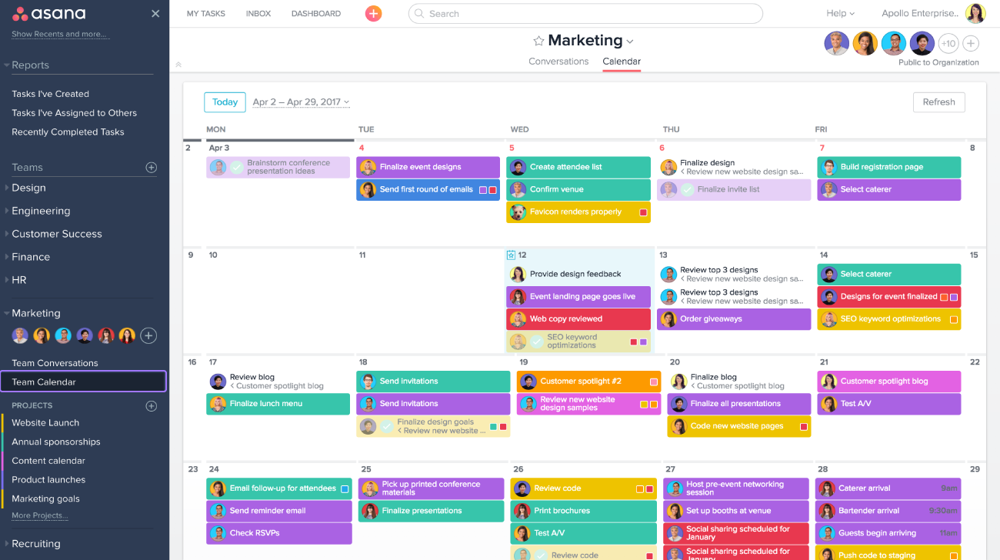 asana
Show Recents and more...
Reports
Tasks I've Created
Tasks I've Assigned to Others
Recently Completed Tasks
Teams
Design
Engineering
Customer Success
Finance
HR
Marketing
Team Conversations
Team Calendar
PROJECTS
Website Launch
Annual sponsorships
Content calendar
Product launches
Marketing goals
More Projects...
Recruiting
MY TASKS INBOX DASHBOARD Search Help Apollo Enterprise..
Marketing
Conversations Calendar
+10
Public to Organization
Today Apr 2 – Apr 29, 2017 Refresh
MON TUE WED THU FRI
2 Apr 3 4 5 6 7 8
Brainstorm conference
presentation ideas
Finalize event designs
Send first round of emails
Create attendee list
Confirm venue
Favicon renders properly
Finalize design
< Review new website design sa...
Finalize invite list
Build registration page
Select caterer
9 10 11 12 13 14 15
Provide design feedback
Event landing page goes live
Web copy reviewed
SEO keyword
optimizations
Review top 3 designs
< Review new website design sa...
Review top 3 designs
< Review new website design sa...
Order giveaways
Select caterer
Designs for event finalized
SEO keyword optimizations
16 17 18 19 20 21 22
Review blog
< Customer spotlight blog
Finalize lunch menu
Send invitations
Send invitations
Finalize design goals
< Review new website ...
Customer spotlight #2
Review new website
design samples
Finalize blog
< Customer spotlight blog
Finalize all presentations
Code new website pages
Customer spotlight blog
Test A/V
23 24 25 26 27 28 29
Email follow-up for attendees
Send reminder email
Check RSVPs
Pick up printed conference
materials
Finalize presentations
Review code
Print brochures
Test A/V
Review code
Host pre-event networking
session
Set up booths at venue
Social sharing scheduled for
January
Social sharing scheduled for
January
Caterer arrival 9am
Bartender arrival 9:30am
Guests begin arriving 11am
Push code to staging